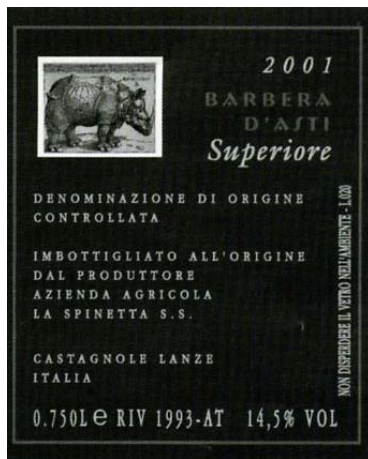 2001
BARBERA
D'ASTI
Superiore
DENOMINAZIONE DI ORIGINE
CONTROLLATA
IMBOTTIGLIATO ALL'ORIGINE
DAL PRODUTTORE
AZIENDA AGRICOLA
LA SPINETTA S.S.
CASTAGNOLE LANZE
ITALIA
0.750L e RIV 1993-AT 14,5% VOL
NON DISPERDERE IL VETRO NELL'AMBIENTE - L.020